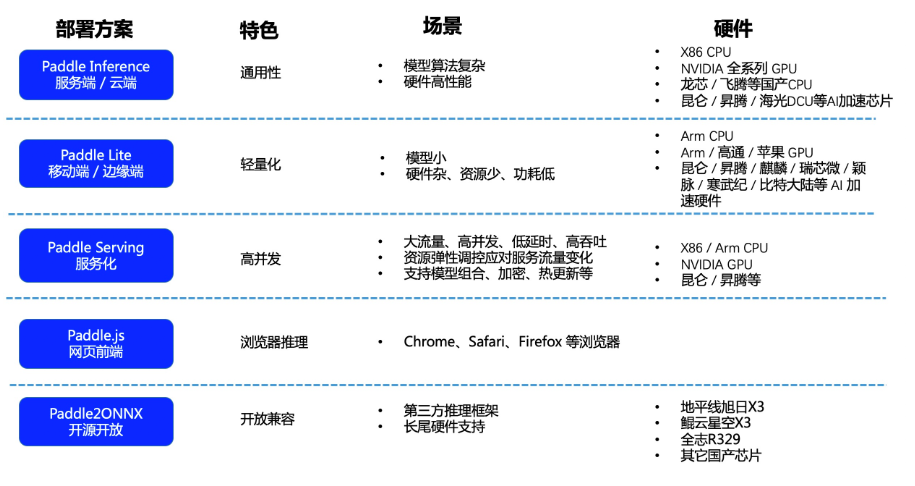 部署方案
特色
场景
硬件
Paddle Inference
服务端 / 云端
通用性
• 模型算法复杂
• 硬件高性能
• X86 CPU
• NVIDIA 全系列 GPU
• 龙芯 / 飞腾等国产CPU
• 昆仑 / 昇腾 / 海光DCU等AI加速芯片
Paddle Lite
移动端 / 边缘端
轻量化
• 模型小
• 硬件杂、资源少、功耗低
• Arm CPU
• Arm / 高通 / 苹果 GPU
• 昆仑 / 昇腾 / 麒麟 / 瑞芯微 / 颖
脉 / 寒武纪 / 比特大陆等 AI 加
速硬件
Paddle Serving
服务化
高并发
• 大流量、高并发、低延时、高吞吐
• 资源弹性调控应对服务流量变化
• 支持模型组合、加密、热更新等
• X86 / Arm CPU
• NVIDIA GPU
• 昆仑 / 昇腾等
Paddle.js
网页前端
浏览器推理
• Chrome、Safari、Firefox 等浏览器
Paddle2ONNX
开源开放
开放兼容
• 第三方推理框架
• 长尾硬件支持
• 地平线旭日X3
• 鲲云星空X3
• 全志R329
• 其它国产芯片